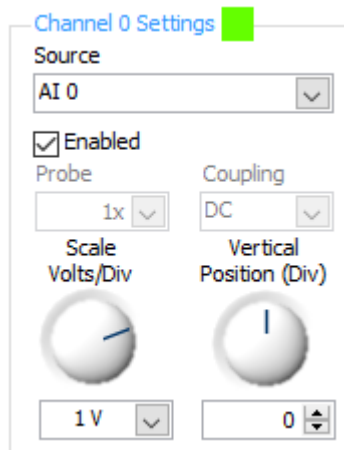 Channel 0 Settings
Source
AI 0
Enabled
Probe Coupling
1x DC
Scale Vertical
Volts/Div Position (Div)
1 V 0